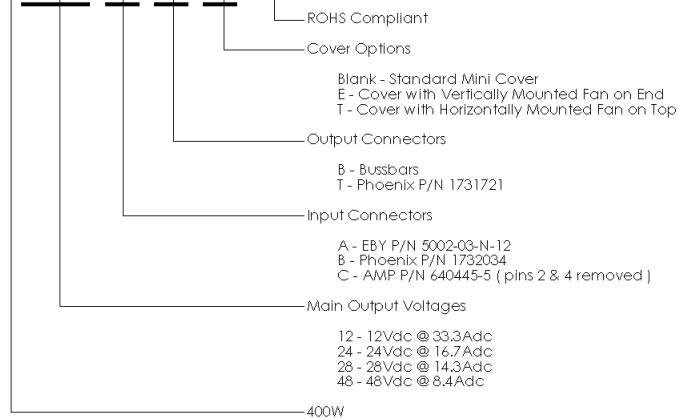 ROHS Compliant
Cover Options
Blank - Standard Mini Cover
E - Cover with Vertically Mounted Fan on End
T - Cover with Horizontally Mounted Fan on Top
Output Connectors
B - Bussbars
T - Phoenix P/N 1731721
Input Connectors
A - EBY P/N 5002-03-N-12
B - Phoenix P/N 1732034
C - AMP P/N 640445-5 ( pins 2 & 4 removed )
Main Output Voltages
12 - 12Vdc @ 33.3Adc
24 - 24Vdc @ 16.7Adc
28 - 28Vdc @ 14.3Adc
48 - 48Vdc @ 8.4Adc
400W